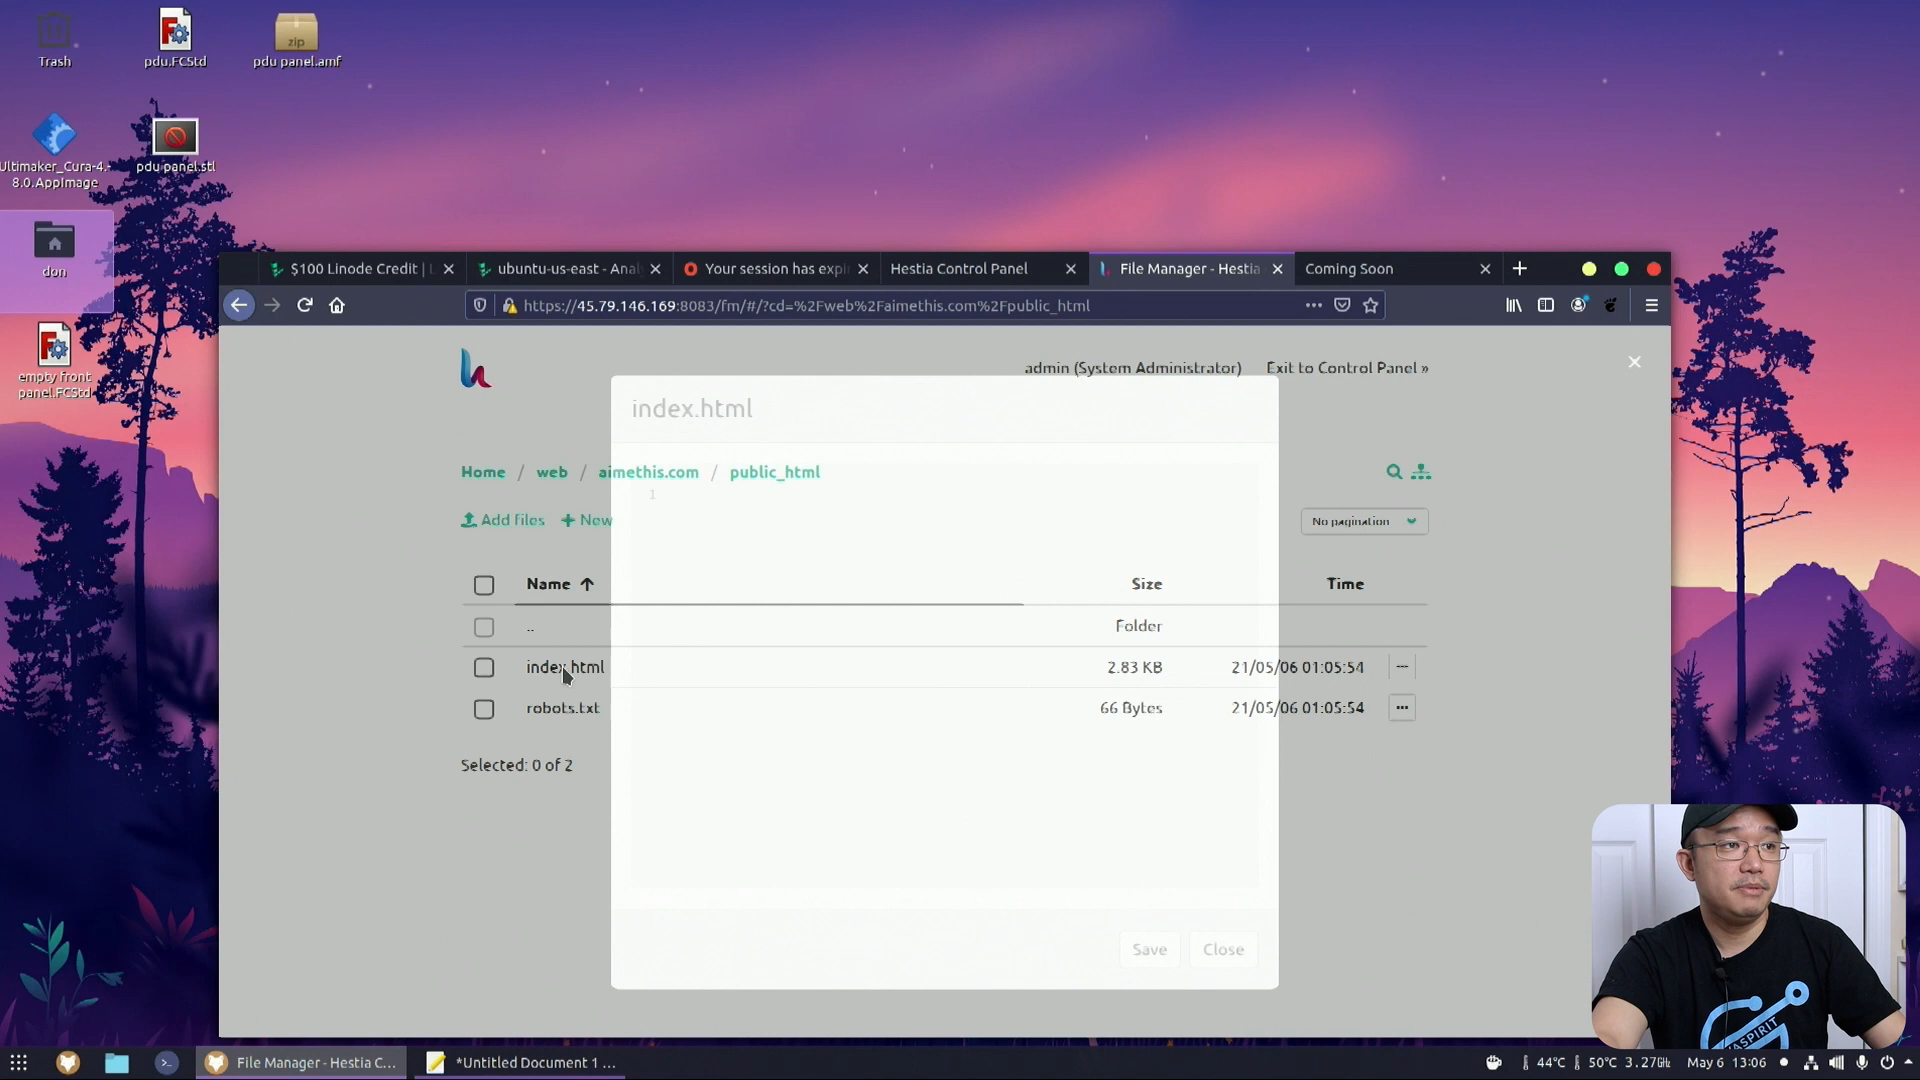 Trash
pdu.FCStd
zip
pdu panel.amf
Ultimaker_Cura-4.-
8.0.AppImage
pdu panel.stl
don
empty front
panel.FCStd
$100 Linode Credit | L
ubuntu-us-east - Anal
Your session has expi
Hestia Control Panel
File Manager - Hestia
Coming Soon
https://45.79.146.169:8083/fm/#/?cd=%2Fweb%2Faimethis.com%2Fpublic_html
admin (System Administrator)
Exit to Control Panel »
index.html
Home / web / aimethis.com / public_html
1
Add files
+ New
No pagination
Name
Size
Time
..
Folder
index.html
2.83 KB
21/05/06 01:05:54
robots.txt
66 Bytes
21/05/06 01:05:54
Selected: 0 of 2
Save
Close
File Manager - Hestia C...
*Untitled Document 1 ...
44°C
50°C
3.27GHz
May 6 13:06